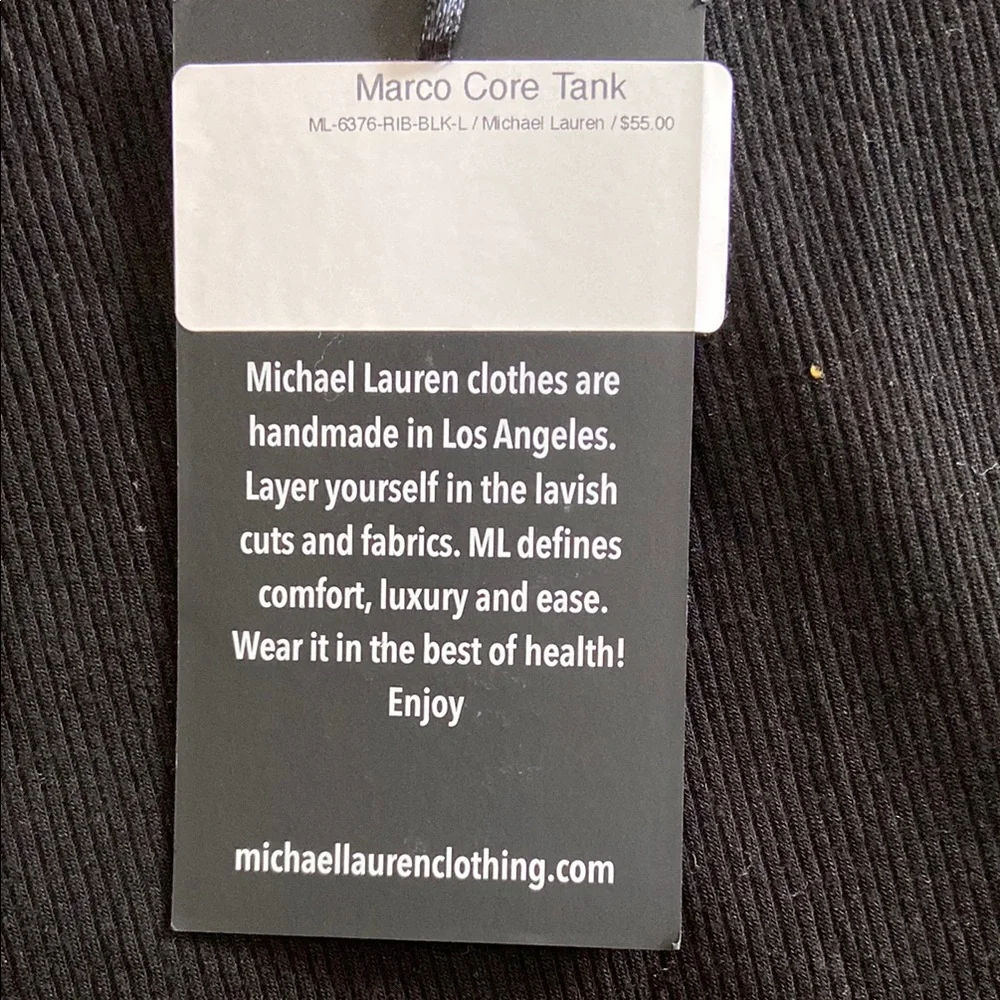 Marco Core Tank
ML-6376-RIB-BLK-L / Michael Lauren / $55.00
Michael Lauren clothes are
handmade in Los Angeles.
Layer yourself in the lavish
cuts and fabrics. ML defines
comfort, luxury and ease.
Wear it in the best of health!
Enjoy
michaellaurenclothing.com